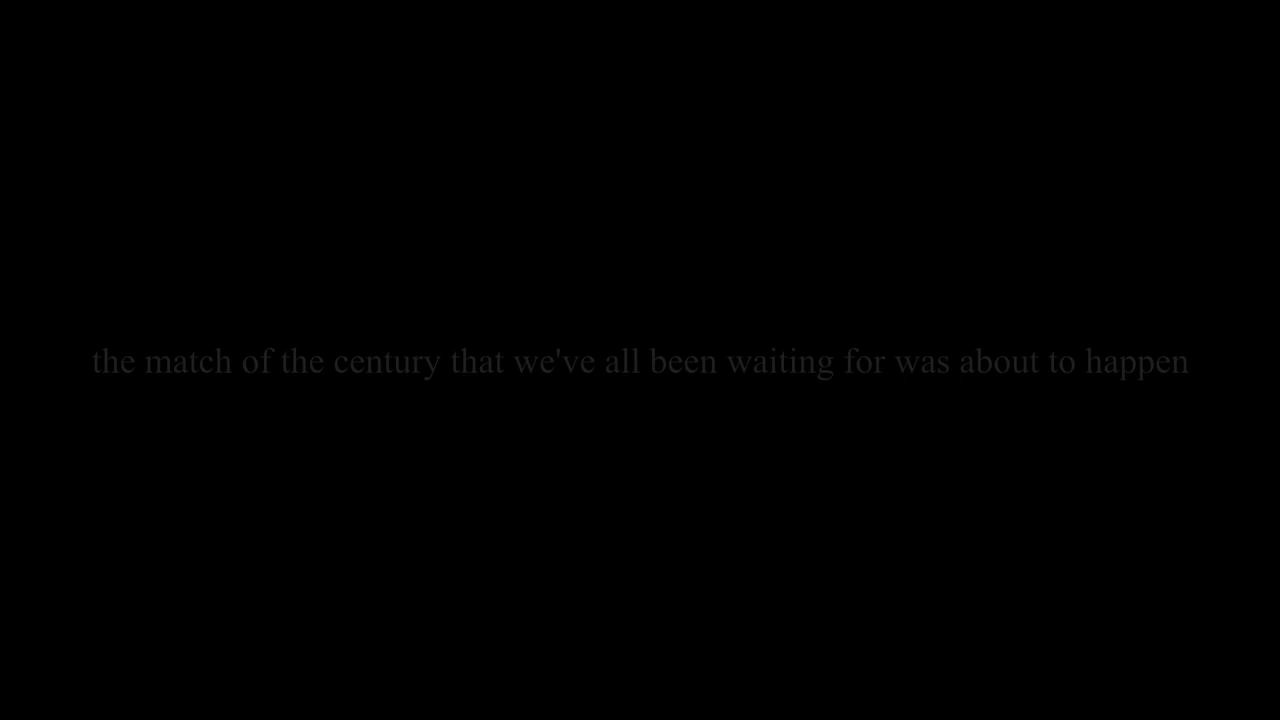 the match of the century that we've all been waiting for was about to happen